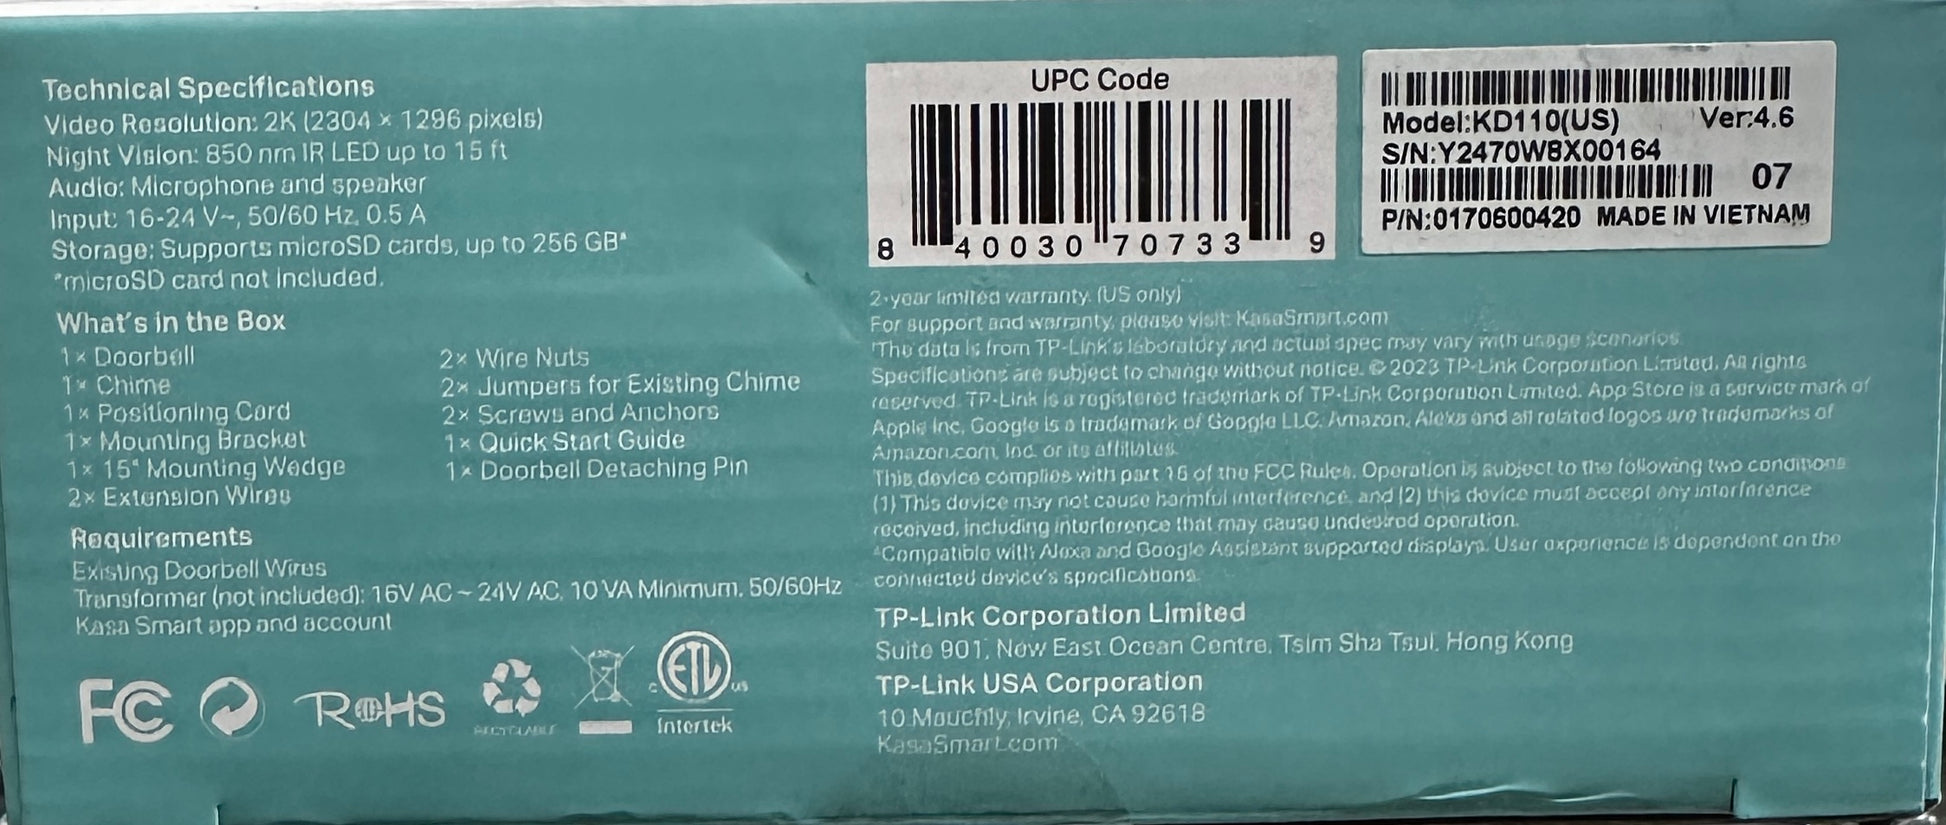 Technical Specifications
Video Resolution: 2K (2304 × 1296 pixels)
Night Vision: 850 nm IR LED up to 15 ft
Audio: Microphone and speaker
Input: 16-24 V~, 50/60 Hz, 0.5 A
Storage: Supports microSD cards, up to 256 GB*
*microSD card not included.
What's in the Box
1× Doorbell
1× Chime
1× Positioning Card
1× Mounting Bracket
1× 15° Mounting Wedge
2× Extension Wires
2× Wire Nuts
2× Jumpers for Existing Chime
2× Screws and Anchors
1× Quick Start Guide
1× Doorbell Detaching Pin
Requirements
Existing Doorbell Wires
Transformer (not included): 16V AC ~ 24V AC, 10 VA Minimum, 50/60Hz
Kasa Smart app and account
FC
RoHS
RECYCLABLE
c ETL us
Intertek
UPC Code
8 40030 70733 9
Model:KD110(US) Ver:4.6
S/N:Y2470W8X00164
07
P/N:0170600420 MADE IN VIETNAM
2-year limited warranty. (US only)
For support and warranty, please visit: KasaSmart.com
The data is from TP-Link's laboratory and actual spec may vary with usage scenarios.
Specifications are subject to change without notice. © 2023 TP-Link Corporation Limited. All rights
reserved. TP-Link is a registered trademark of TP-Link Corporation Limited. App Store is a service mark of
Apple Inc. Google is a trademark of Google LLC. Amazon, Alexa and all related logos are trademarks of
Amazon.com, Inc. or its affiliates.
This device complies with part 15 of the FCC Rules. Operation is subject to the following two conditions
(1) This device may not cause harmful interference, and (2) this device must accept any interference
received, including interference that may cause undesired operation.
Compatible with Alexa and Google Assistant supported displays. User experience is dependent on the
connected device's specifications.
TP-Link Corporation Limited
Suite 901, New East Ocean Centre, Tsim Sha Tsui, Hong Kong
TP-Link USA Corporation
10 Mauchly, Irvine, CA 92618
KasaSmart.com